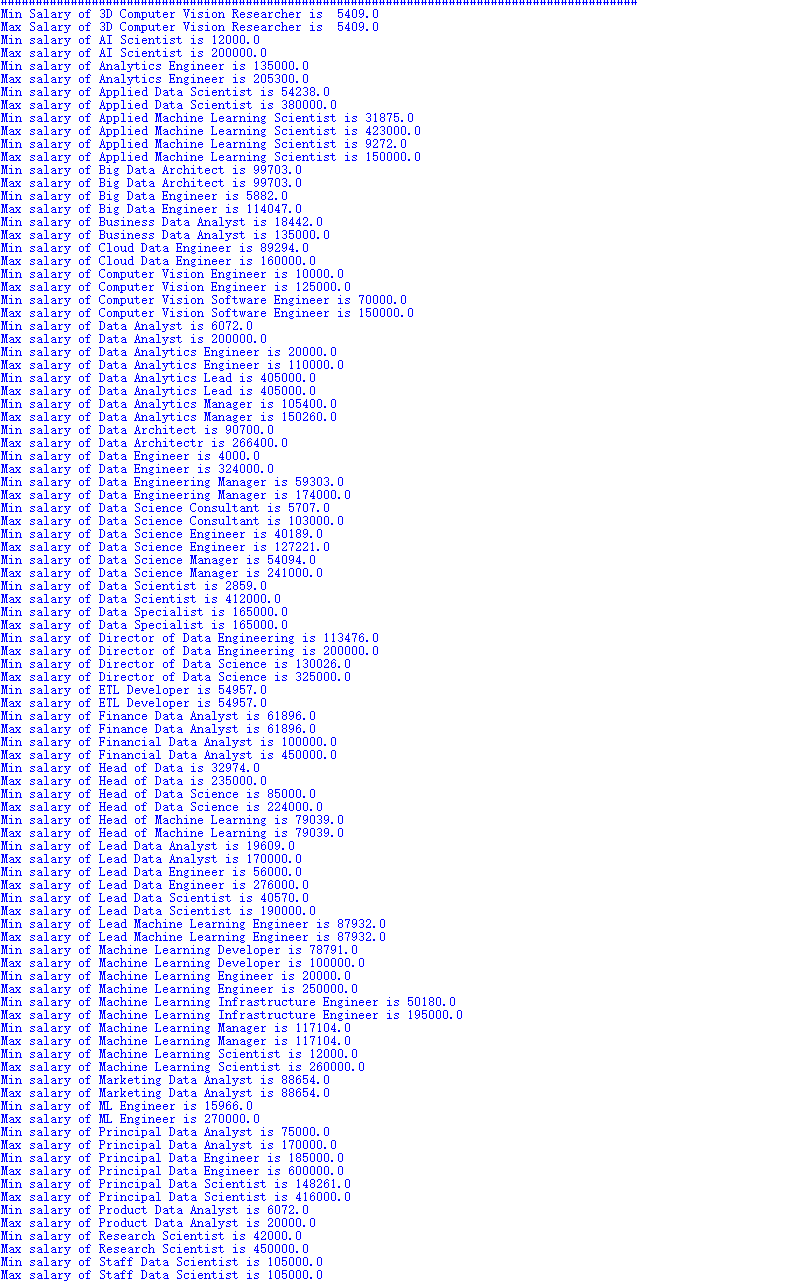 Min Salary of 3D Computer Vision Researcher is  5409.0
Max Salary of 3D Computer Vision Researcher is  5409.0
Min salary of AI Scientist is 12000.0
Max salary of AI Scientist is 200000.0
Min salary of Analytics Engineer is 135000.0
Max salary of Analytics Engineer is 205300.0
Min salary of Applied Data Scientist is 54238.0
Max salary of Applied Data Scientist is 380000.0
Min salary of Applied Machine Learning Scientist is 31875.0
Max salary of Applied Machine Learning Scientist is 423000.0
Min salary of Applied Machine Learning Scientist is 9272.0
Max salary of Applied Machine Learning Scientist is 150000.0
Min salary of Big Data Architect is 99703.0
Max salary of Big Data Architect is 99703.0
Min salary of Big Data Engineer is 5882.0
Max salary of Big Data Engineer is 114047.0
Min salary of Business Data Analyst is 18442.0
Max salary of Business Data Analyst is 135000.0
Min salary of Cloud Data Engineer is 89294.0
Max salary of Cloud Data Engineer is 160000.0
Min salary of Computer Vision Engineer is 10000.0
Max salary of Computer Vision Engineer is 125000.0
Min salary of Computer Vision Software Engineer is 70000.0
Max salary of Computer Vision Software Engineer is 150000.0
Min salary of Data Analyst is 6072.0
Max salary of Data Analyst is 200000.0
Min salary of Data Analytics Engineer is 20000.0
Max salary of Data Analytics Engineer is 110000.0
Min salary of Data Analytics Lead is 405000.0
Max salary of Data Analytics Lead is 405000.0
Min salary of Data Analytics Manager is 105400.0
Max salary of Data Analytics Manager is 150260.0
Min salary of Data Architect is 90700.0
Max salary of Data Architectr is 266400.0
Min salary of Data Engineer is 4000.0
Max salary of Data Engineer is 324000.0
Min salary of Data Engineering Manager is 59303.0
Max salary of Data Engineering Manager is 174000.0
Min salary of Data Science Consultant is 5707.0
Max salary of Data Science Consultant is 103000.0
Min salary of Data Science Engineer is 40189.0
Max salary of Data Science Engineer is 127221.0
Min salary of Data Science Manager is 54094.0
Max salary of Data Science Manager is 241000.0
Min salary of Data Scientist is 2859.0
Max salary of Data Scientist is 412000.0
Min salary of Data Specialist is 165000.0
Max salary of Data Specialist is 165000.0
Min salary of Director of Data Engineering is 113476.0
Max salary of Director of Data Engineering is 200000.0
Min salary of Director of Data Science is 130026.0
Max salary of Director of Data Science is 325000.0
Min salary of ETL Developer is 54957.0
Max salary of ETL Developer is 54957.0
Min salary of Finance Data Analyst is 61896.0
Max salary of Finance Data Analyst is 61896.0
Min salary of Financial Data Analyst is 100000.0
Max salary of Financial Data Analyst is 450000.0
Min salary of Head of Data is 32974.0
Max salary of Head of Data is 235000.0
Min salary of Head of Data Science is 85000.0
Max salary of Head of Data Science is 224000.0
Min salary of Head of Machine Learning is 79039.0
Max salary of Head of Machine Learning is 79039.0
Min salary of Lead Data Analyst is 19609.0
Max salary of Lead Data Analyst is 170000.0
Min salary of Lead Data Engineer is 56000.0
Max salary of Lead Data Engineer is 276000.0
Min salary of Lead Data Scientist is 40570.0
Max salary of Lead Data Scientist is 190000.0
Min salary of Lead Machine Learning Engineer is 87932.0
Max salary of Lead Machine Learning Engineer is 87932.0
Min salary of Machine Learning Developer is 78791.0
Max salary of Machine Learning Developer is 100000.0
Min salary of Machine Learning Engineer is 20000.0
Max salary of Machine Learning Engineer is 250000.0
Min salary of Machine Learning Infrastructure Engineer is 50180.0
Max salary of Machine Learning Infrastructure Engineer is 195000.0
Min salary of Machine Learning Manager is 117104.0
Max salary of Machine Learning Manager is 117104.0
Min salary of Machine Learning Scientist is 12000.0
Max salary of Machine Learning Scientist is 260000.0
Min salary of Marketing Data Analyst is 88654.0
Max salary of Marketing Data Analyst is 88654.0
Min salary of ML Engineer is 15966.0
Max salary of ML Engineer is 270000.0
Min salary of Principal Data Analyst is 75000.0
Max salary of Principal Data Analyst is 170000.0
Min salary of Principal Data Engineer is 185000.0
Max salary of Principal Data Engineer is 600000.0
Min salary of Principal Data Scientist is 148261.0
Max salary of Principal Data Scientist is 416000.0
Min salary of Product Data Analyst is 6072.0
Max salary of Product Data Analyst is 20000.0
Min salary of Research Scientist is 42000.0
Max salary of Research Scientist is 450000.0
Min salary of Staff Data Scientist is 105000.0
Max salary of Staff Data Scientist is 105000.0